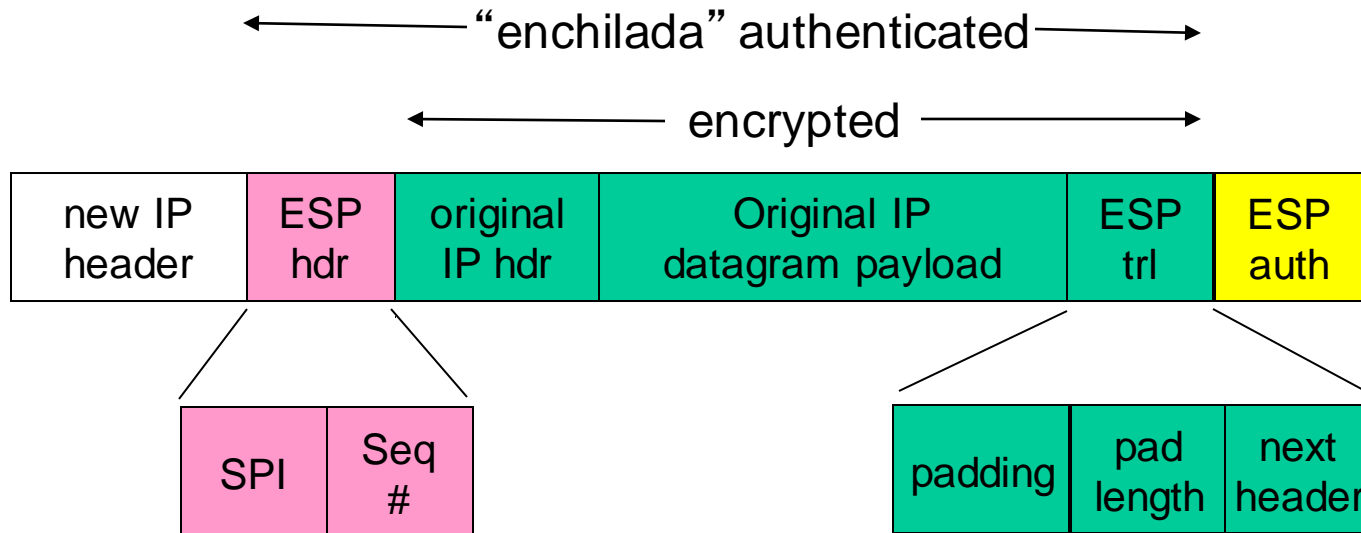 “enchilada” authenticated
encrypted
new IP
header
ESP
hdr
original
IP hdr
Original IP
datagram payload
ESP
trl
ESP
auth
SPI
Seq
#
padding
pad
length
next
header